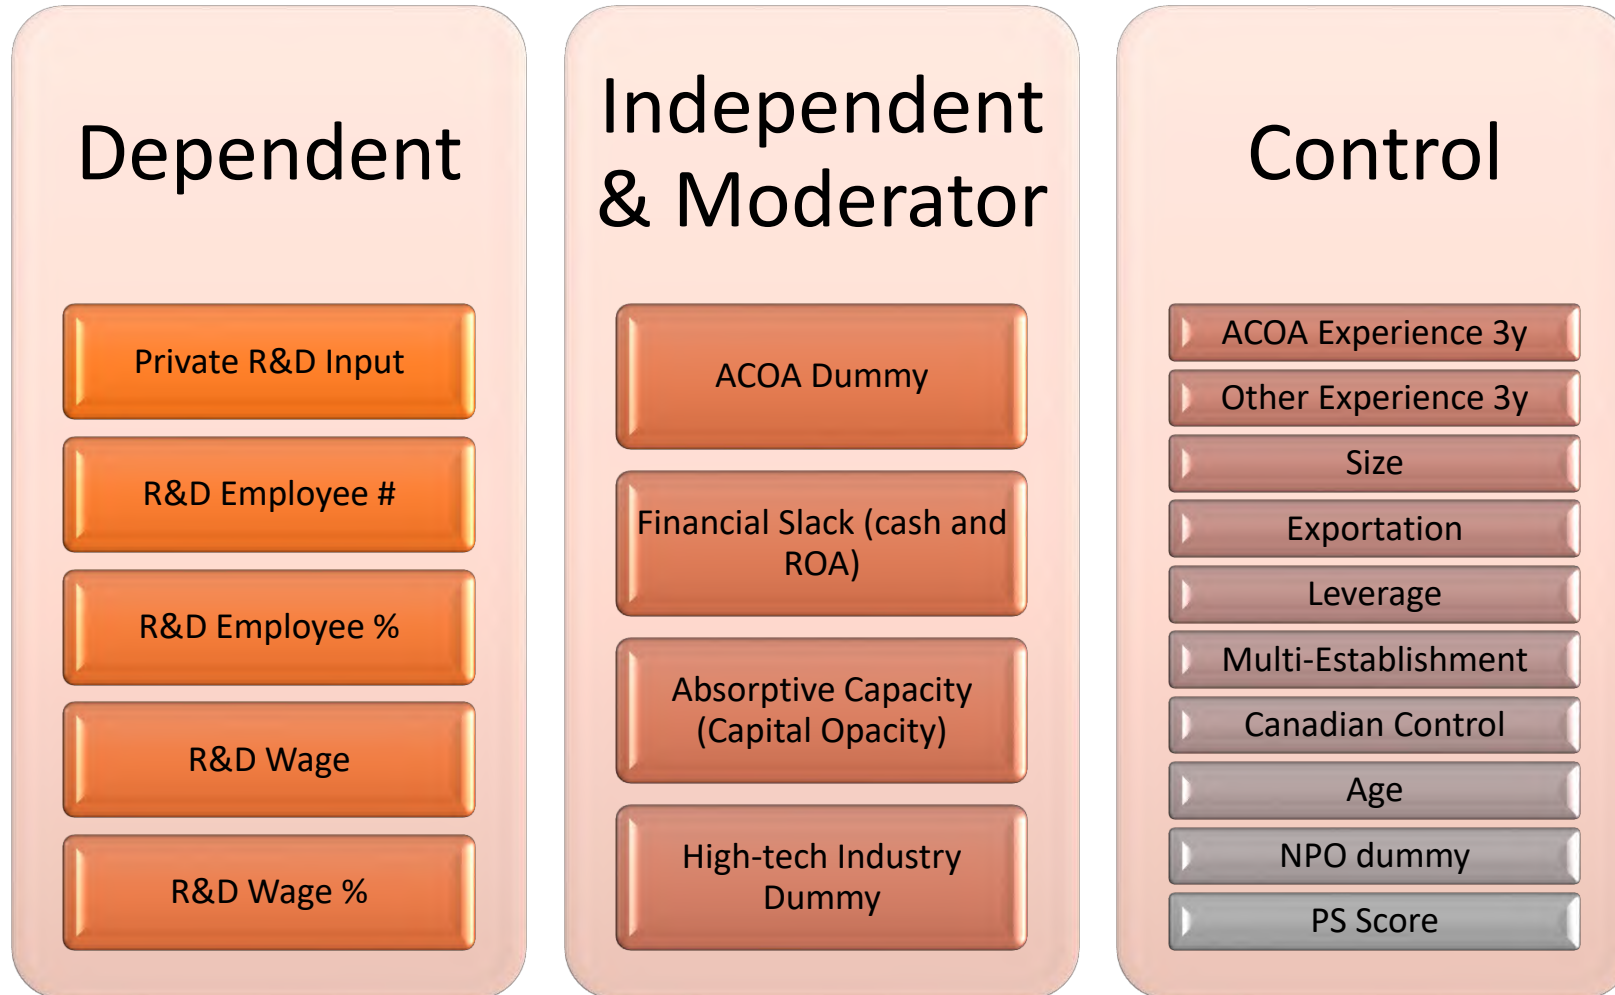 Dependent
Private R&D Input
R&D Employee #
R&D Employee %
R&D Wage
R&D Wage %
Independent
& Moderator
ACOA Dummy
Financial Slack (cash and
ROA)
Absorptive Capacity
(Capital Opacity)
High-tech Industry
Dummy
Control
ACOA Experience 3y
Other Experience 3y
Size
Exportation
Leverage
Multi-Establishment
Canadian Control
Age
NPO dummy
PS Score